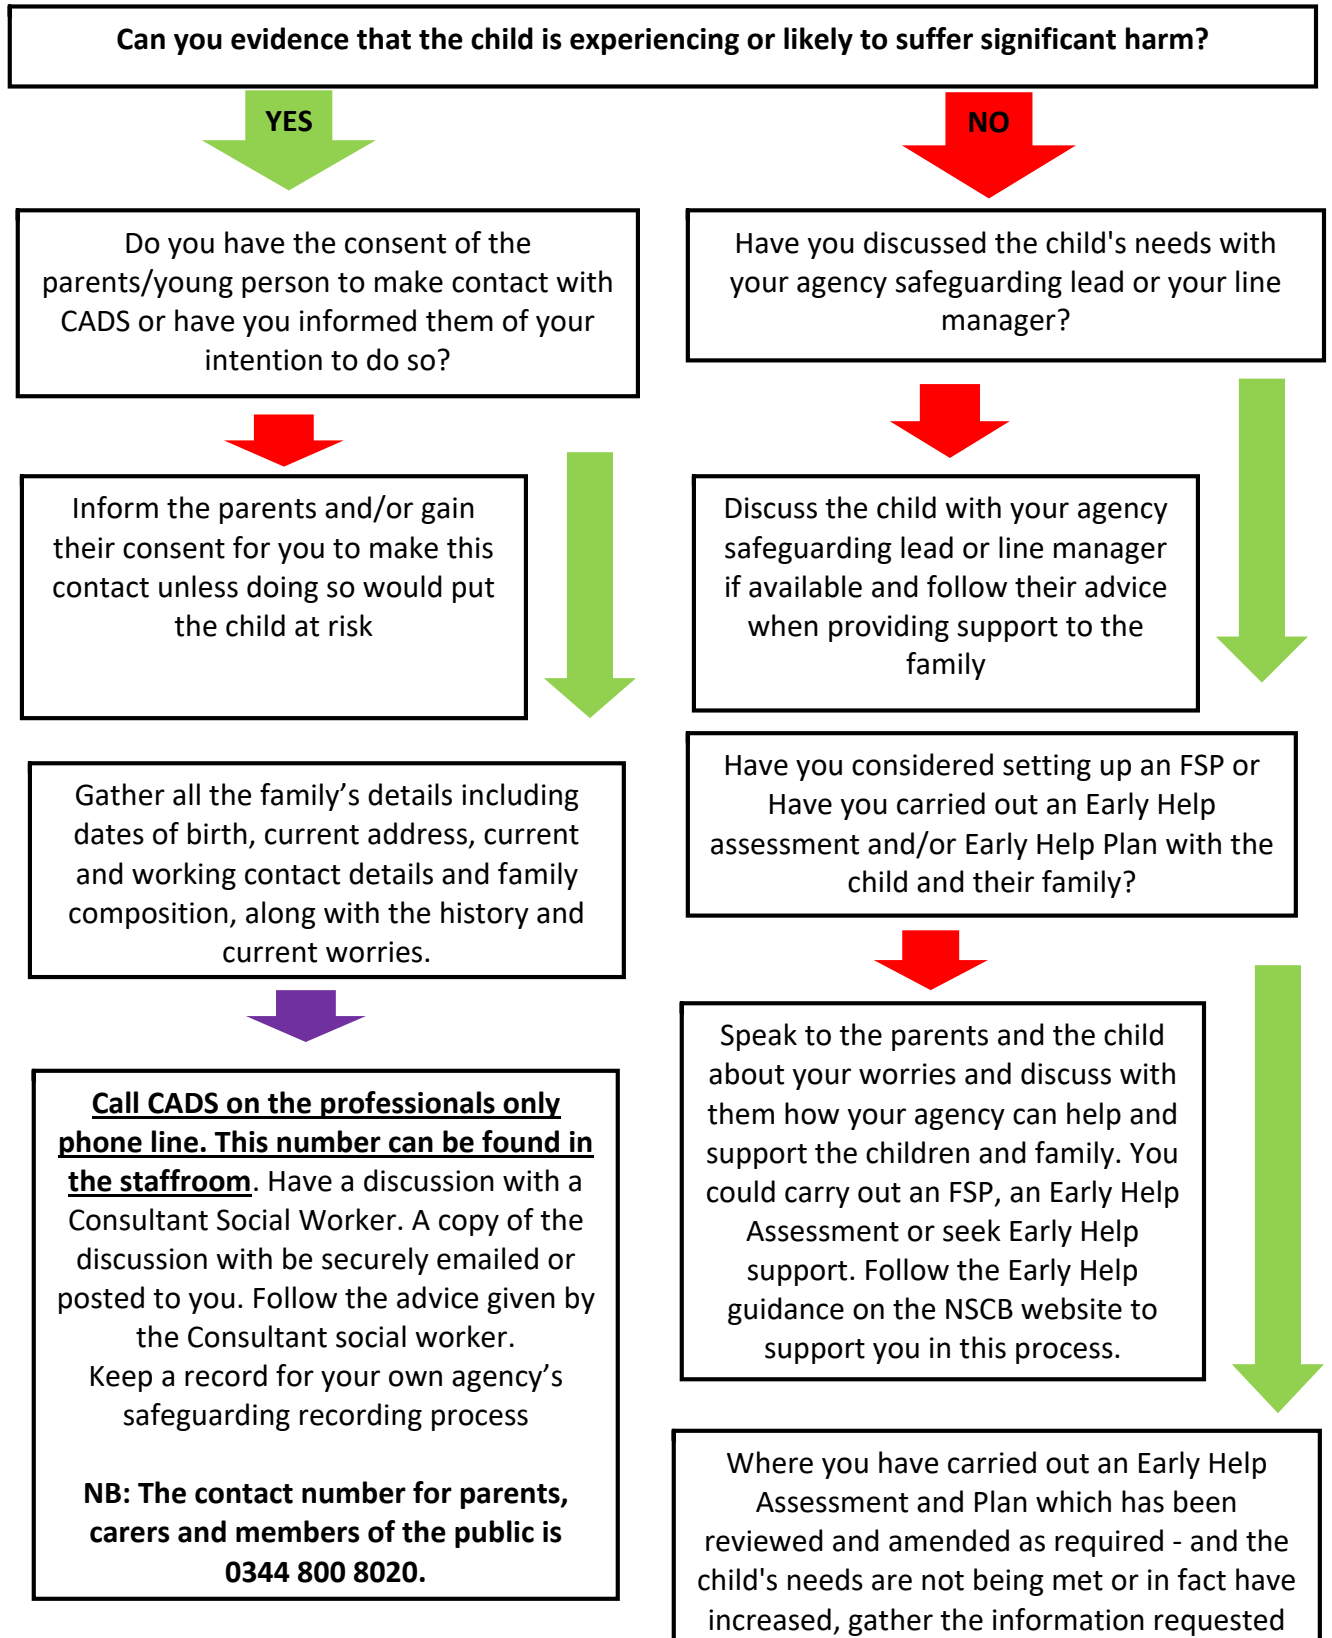 Can you evidence that the child is experiencing or likely to suffer significant harm?
YES
NO
Do you have the consent of the
parents/young person to make contact with
CADS or have you informed them of your
intention to do so?
Have you discussed the child's needs with
your agency safeguarding lead or your line
manager?
Inform the parents and/or gain
their consent for you to make this
contact unless doing so would put
the child at risk
Discuss the child with your agency
safeguarding lead or line manager
if available and follow their advice
when providing support to the
family
Gather all the family’s details including
dates of birth, current address, current
and working contact details and family
composition, along with the history and
current worries.
Have you considered setting up an FSP or
Have you carried out an Early Help
assessment and/or Early Help Plan with the
child and their family?
Call CADS on the professionals only
phone line. This number can be found in
the staffroom. Have a discussion with a
Consultant Social Worker. A copy of the
discussion with be securely emailed or
posted to you. Follow the advice given by
the Consultant social worker.
Keep a record for your own agency’s
safeguarding recording process
NB: The contact number for parents,
carers and members of the public is
0344 800 8020.
Speak to the parents and the child
about your worries and discuss with
them how your agency can help and
support the children and family. You
could carry out an FSP, an Early Help
Assessment or seek Early Help
support. Follow the Early Help
guidance on the NSCB website to
support you in this process.
Where you have carried out an Early Help
Assessment and Plan which has been
reviewed and amended as required - and the
child's needs are not being met or in fact have
increased, gather the information requested